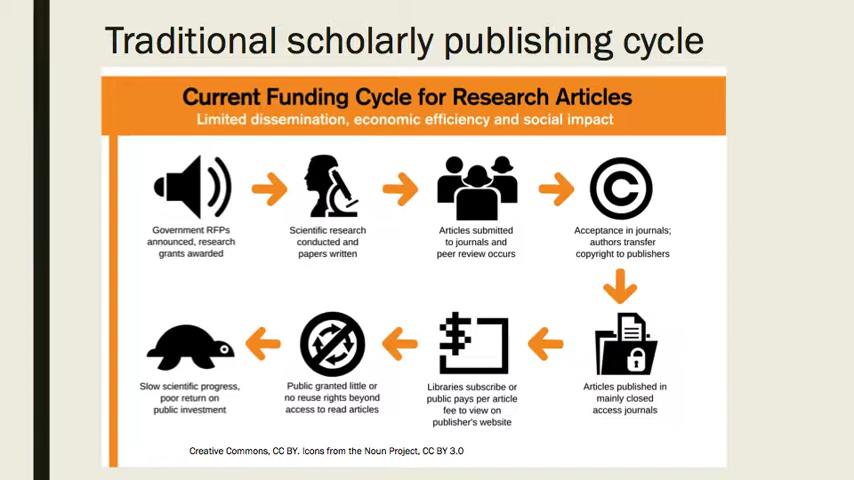 Traditional scholarly publishing cycle
Current Funding Cycle for Research Articles
Limited dissemination, economic efficiency and social impact
Government RFPs
announced, research
grants awarded
Scientific research
conducted and
papers written
Articles submitted
to journals and
peer review occurs
Acceptance in journals;
authors transfer
copyright to publishers
Slow scientific progress,
poor return on
public investment
Public granted little or
no reuse rights beyond
access to read articles
Libraries subscribe or
public pays per article
fee to view on
publisher's website
Articles published in
mainly closed
access journals
Creative Commons, CC BY. Icons from the Noun Project, CC BY 3.0